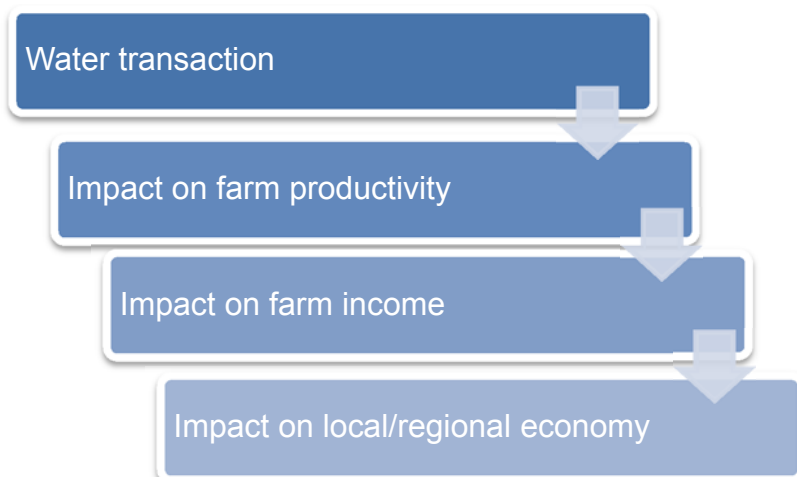 Water transaction
Impact on farm productivity
Impact on farm income
Impact on local/regional economy